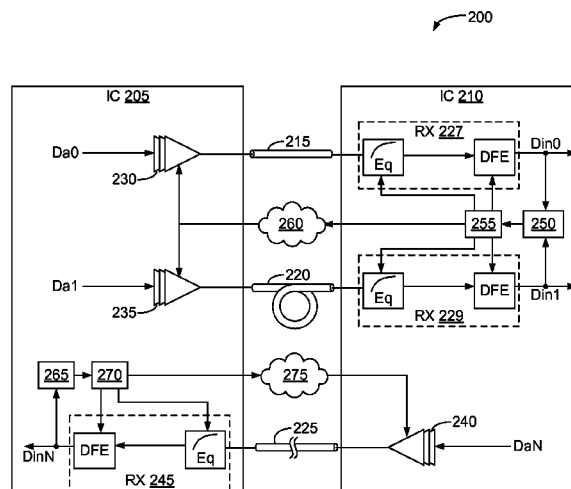 200
IC 205
IC 210
215
RX 227
Da0
Eq
DFE
Din0
230
260
255
250
220
Da1
Eq
DFE
Din1
235
RX 229
265
270
275
225
240
DinN
DFE
Eq
DaN
RX 245